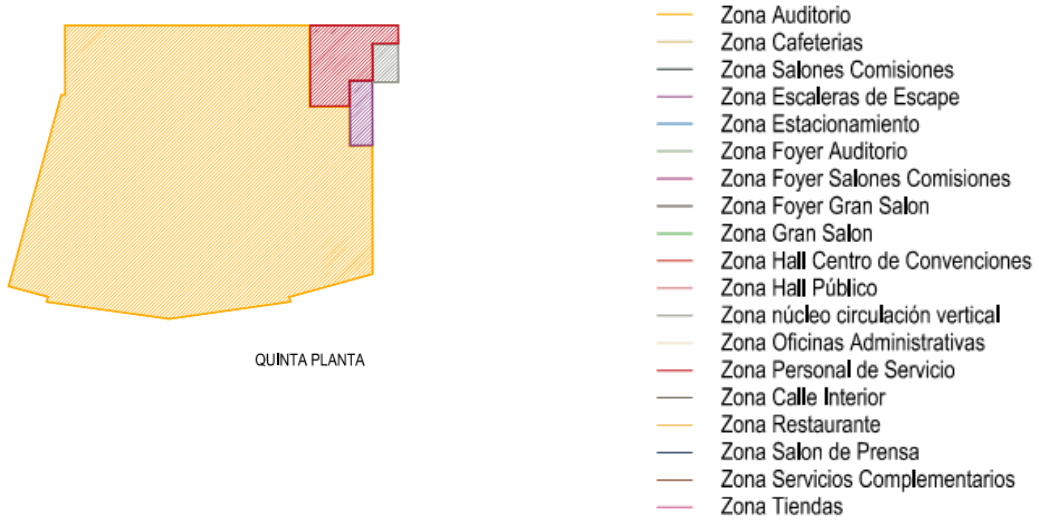 Zona Auditorio
Zona Cafeterias
Zona Salones Comisiones
Zona Escaleras de Escape
Zona Estacionamiento
Zona Foyer Auditorio
Zona Foyer Salones Comisiones
Zona Foyer Gran Salon
Zona Gran Salon
Zona Hall Centro de Convenciones
Zona Hall Público
Zona núcleo circulación vertical
Zona Oficinas Administrativas
Zona Personal de Servicio
Zona Calle Interior
Zona Restaurante
Zona Salon de Prensa
Zona Servicios Complementarios
Zona Tiendas
QUINTA PLANTA